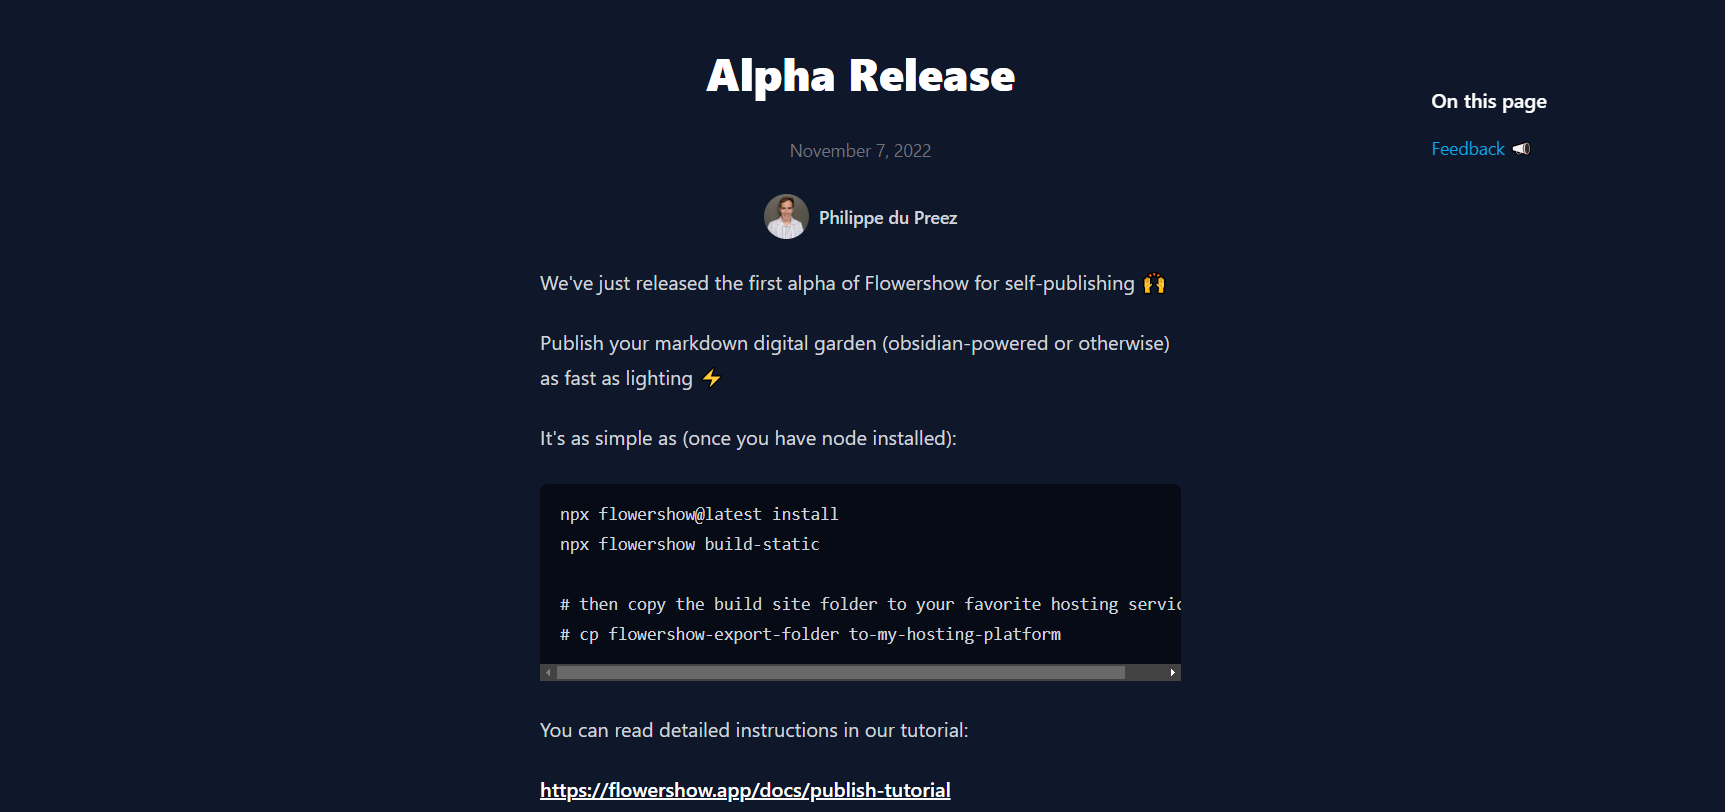 Alpha Release
On this page
November 7, 2022
Feedback 📢
Philippe du Preez
We've just released the first alpha of Flowershow for self-publishing 🙌
Publish your markdown digital garden (obsidian-powered or otherwise)
as fast as lighting ⚡
It's as simple as (once you have node installed):
npx flowershow@latest install
npx flowershow build-static
# then copy the build site folder to your favorite hosting servic
# cp flowershow-export-folder to-my-hosting-platform
You can read detailed instructions in our tutorial:
https://flowershow.app/docs/publish-tutorial